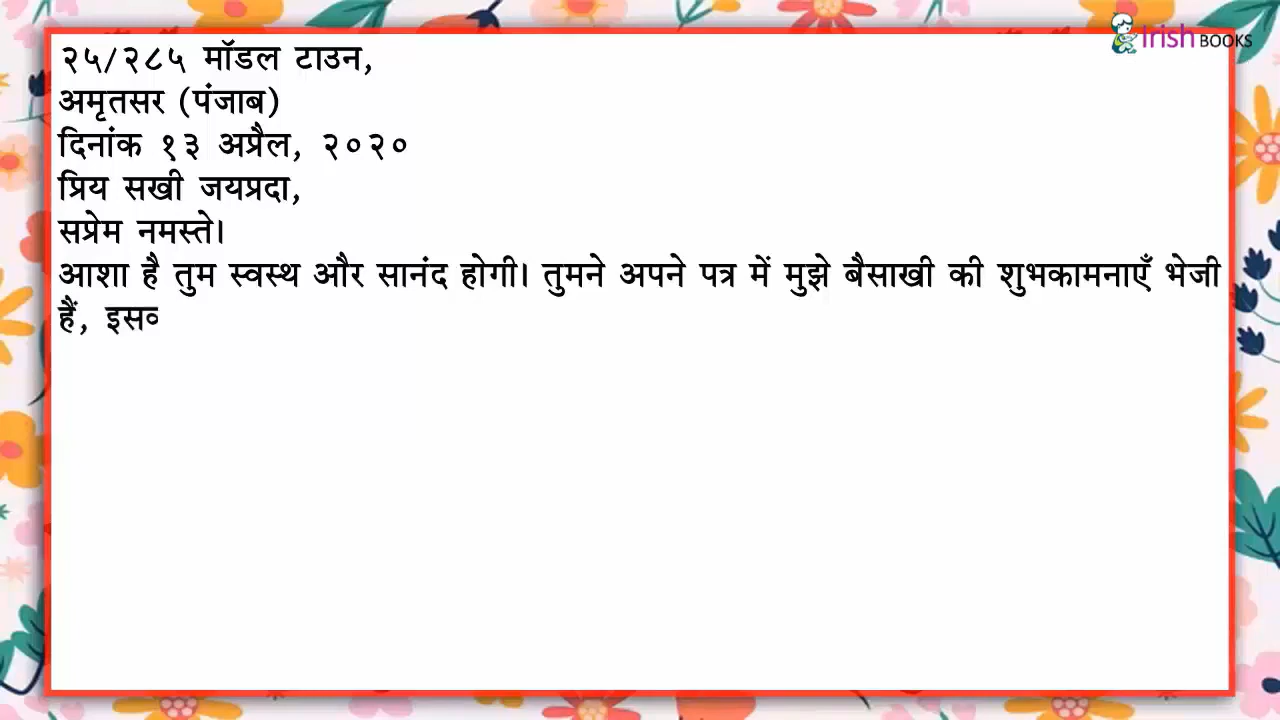 Irish BOOKS
२५/२८५ मॉडल टाउन,
अमृतसर (पंजाब)
दिनांक १३ अप्रैल, २०२०
प्रिय सखी जयप्रदा,
सप्रेम नमस्ते।
आशा है तुम स्वस्थ और सानंद होगी। तुमने अपने पत्र में मुझे बैसाखी की शुभकामनाएँ भेजी
हैं,